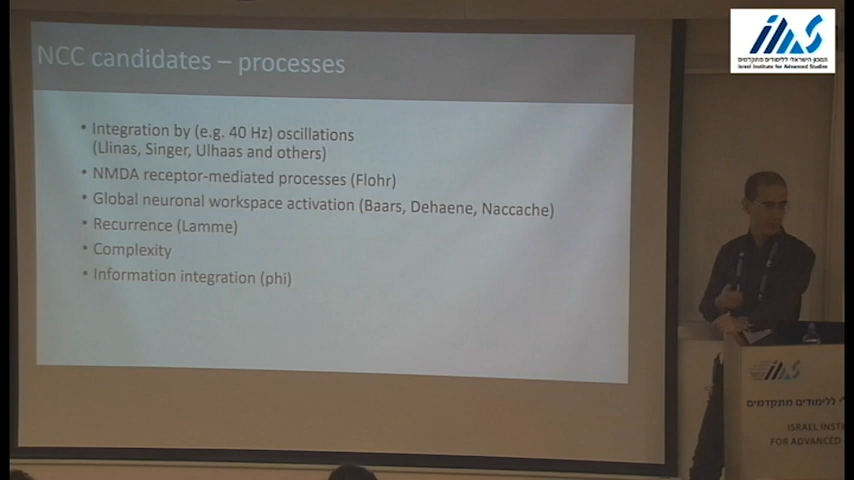 NCC candidates – processes
• Integration by (e.g. 40 Hz) oscillations
(Llinas, Singer, Ulhaas and others)
• NMDA receptor-mediated processes (Flohr)
• Global neuronal workspace activation (Baars, Dehaene, Naccache)
• Recurrence (Lamme)
• Complexity
• Information integration (phi)
המכון הישראלי ללימודים מתקדמים
Israel Institute for Advanced Studies
ללימודים מתקדמים
ISRAEL INSTI
FOR ADVANCED